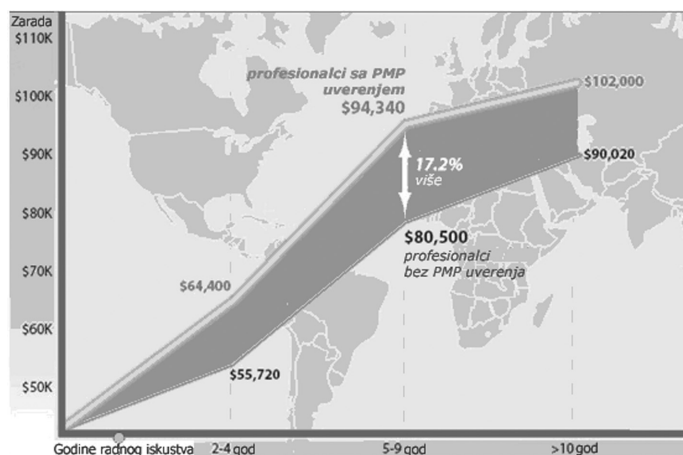 Zarada
$110K
$100K
$90K
$80K
$70K
$60K
$50K
profesionalci sa PMP
uverenjem
$94,340
$102,000
17.2%
više
$90,020
$80,500
profesionalci
bez PMP uverenja
$64,400
$55,720
Godine radnog iskustva
2-4 god
5-9 god
>10 god